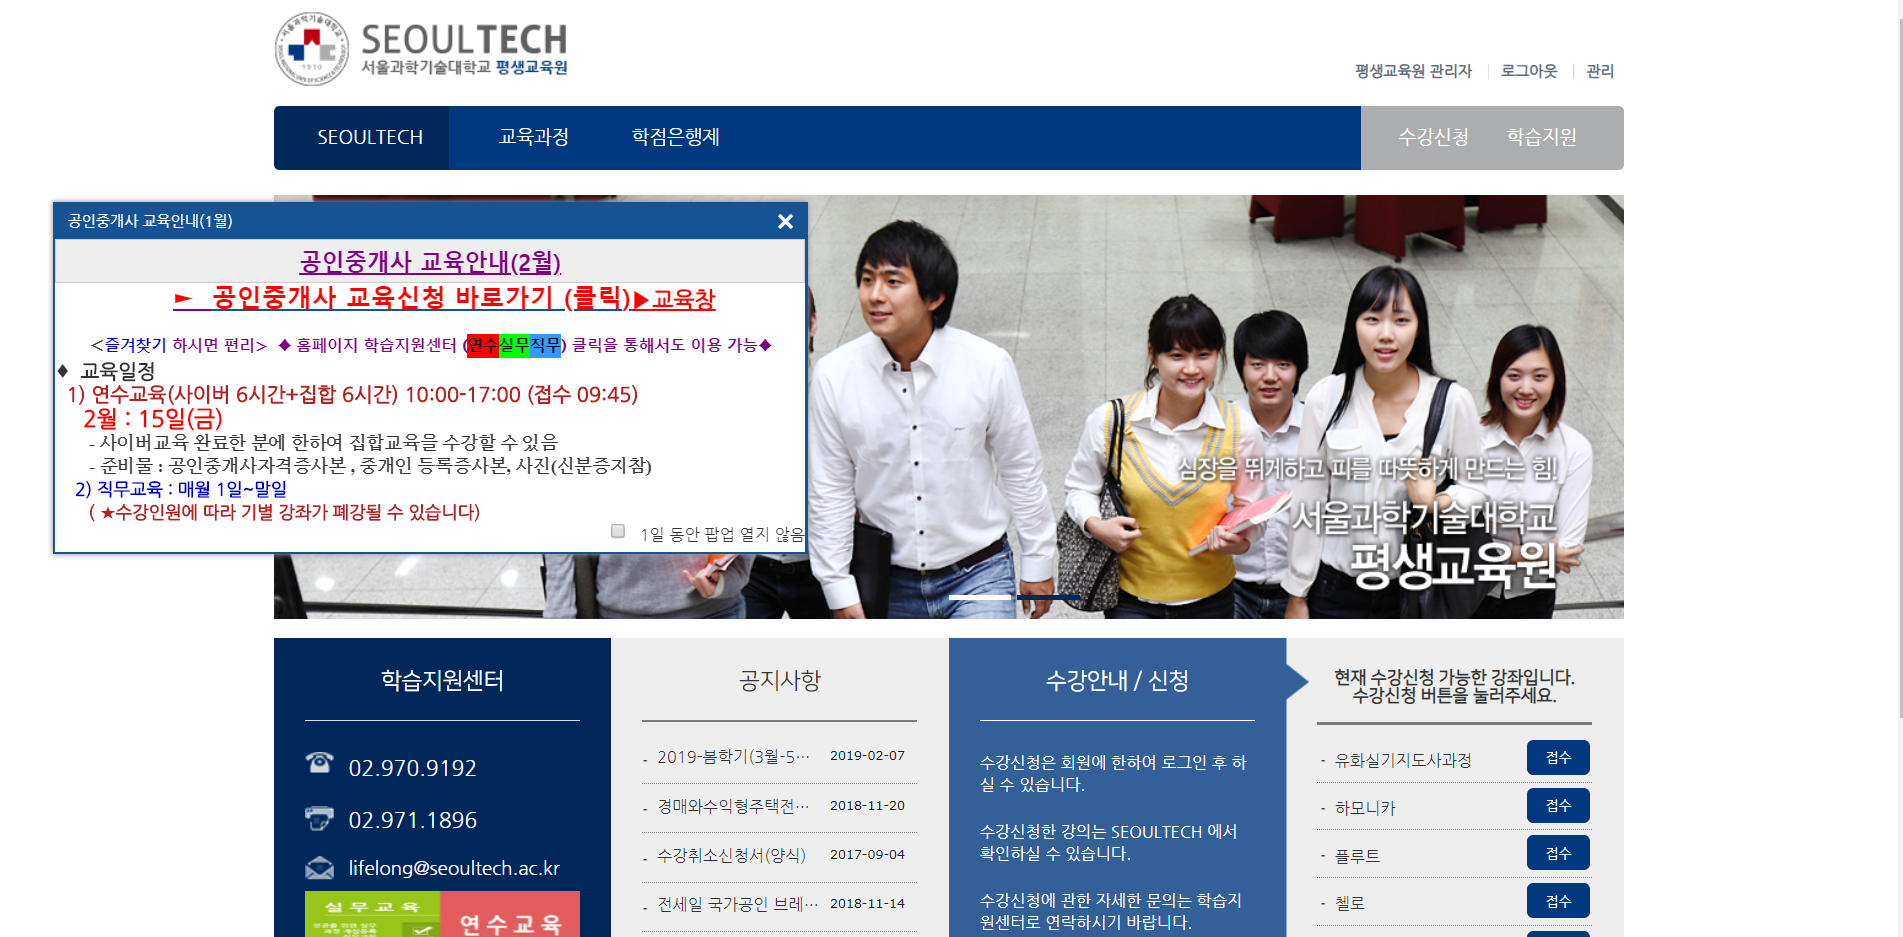 SEOULTECH
서울과학기술대학교 평생교육원
1910
평생교육원 관리자 | 로그아웃 | 관리
SEOULTECH 교육과정 학점은행제 수강신청 학습지원
공인중개사 교육안내(1월)
공인중개사 교육안내(2월)
► 공인중개사 교육신청 바로가기 (클릭)▶교육창
<즐겨찾기 하시면 편리> ◆ 홈페이지 학습지원센터 (연수실무직무) 클릭을 통해서도 이용 가능◆
♦ 교육일정
1) 연수교육(사이버 6시간+집합 6시간) 10:00-17:00 (접수 09:45)
2월 : 15일(금)
- 사이버교육 완료한 분에 한하여 집합교육을 수강할 수 있음
- 준비물 : 공인중개사자격증사본 , 중개인 등록증사본, 사진(신분증지참)
2) 직무교육 : 매월 1일~말일
( ★수강인원에 따라 기별 강좌가 폐강될 수 있습니다)
1일 동안 팝업 열지 않음
심장을 뛰게하고 피를 따뜻하게 만드는 힘!
서울과학기술대학교
평생교육원
학습지원센터
02.970.9192
02.971.1896
lifelong@seoultech.ac.kr
실무교육
연수교육
공지사항
- 2019-봄학기(3월-5… 2019-02-07
- 경매와수익형주택전… 2018-11-20
- 수강취소신청서(양식) 2017-09-04
- 전세일 국가공인 브레… 2018-11-14
수강안내 / 신청
수강신청은 회원에 한하여 로그인 후 하
실 수 있습니다.
수강신청한 강의는 SEOULTECH 에서
확인하실 수 있습니다.
수강신청에 관한 자세한 문의는 학습지
원센터로 연락하시기 바랍니다.
현재 수강신청 가능한 강좌입니다.
수강신청 버튼을 눌러주세요.
- 유화실기지도사과정 접수
- 하모니카 접수
- 플루트 접수
- 첼로 접수